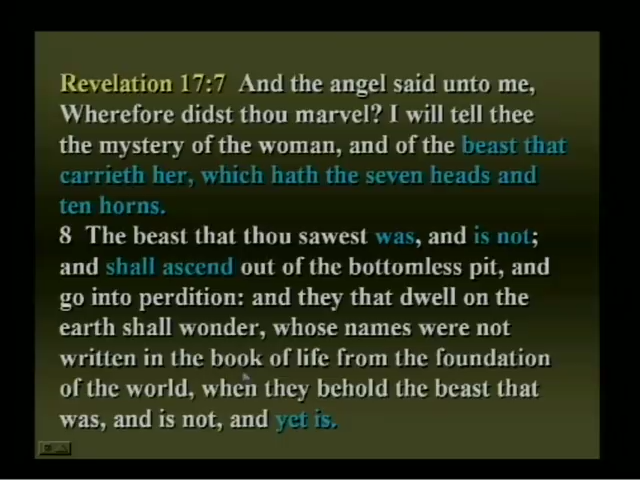 Revelation 17:7 And the angel said unto me,
Wherefore didst thou marvel? I will tell thee
the mystery of the woman, and of the beast that
carrieth her, which hath the seven heads and
ten horns.
8 The beast that thou sawest was, and is not;
and shall ascend out of the bottomless pit, and
go into perdition: and they that dwell on the
earth shall wonder, whose names were not
written in the book of life from the foundation
of the world, when they behold the beast that
was, and is not, and yet is.